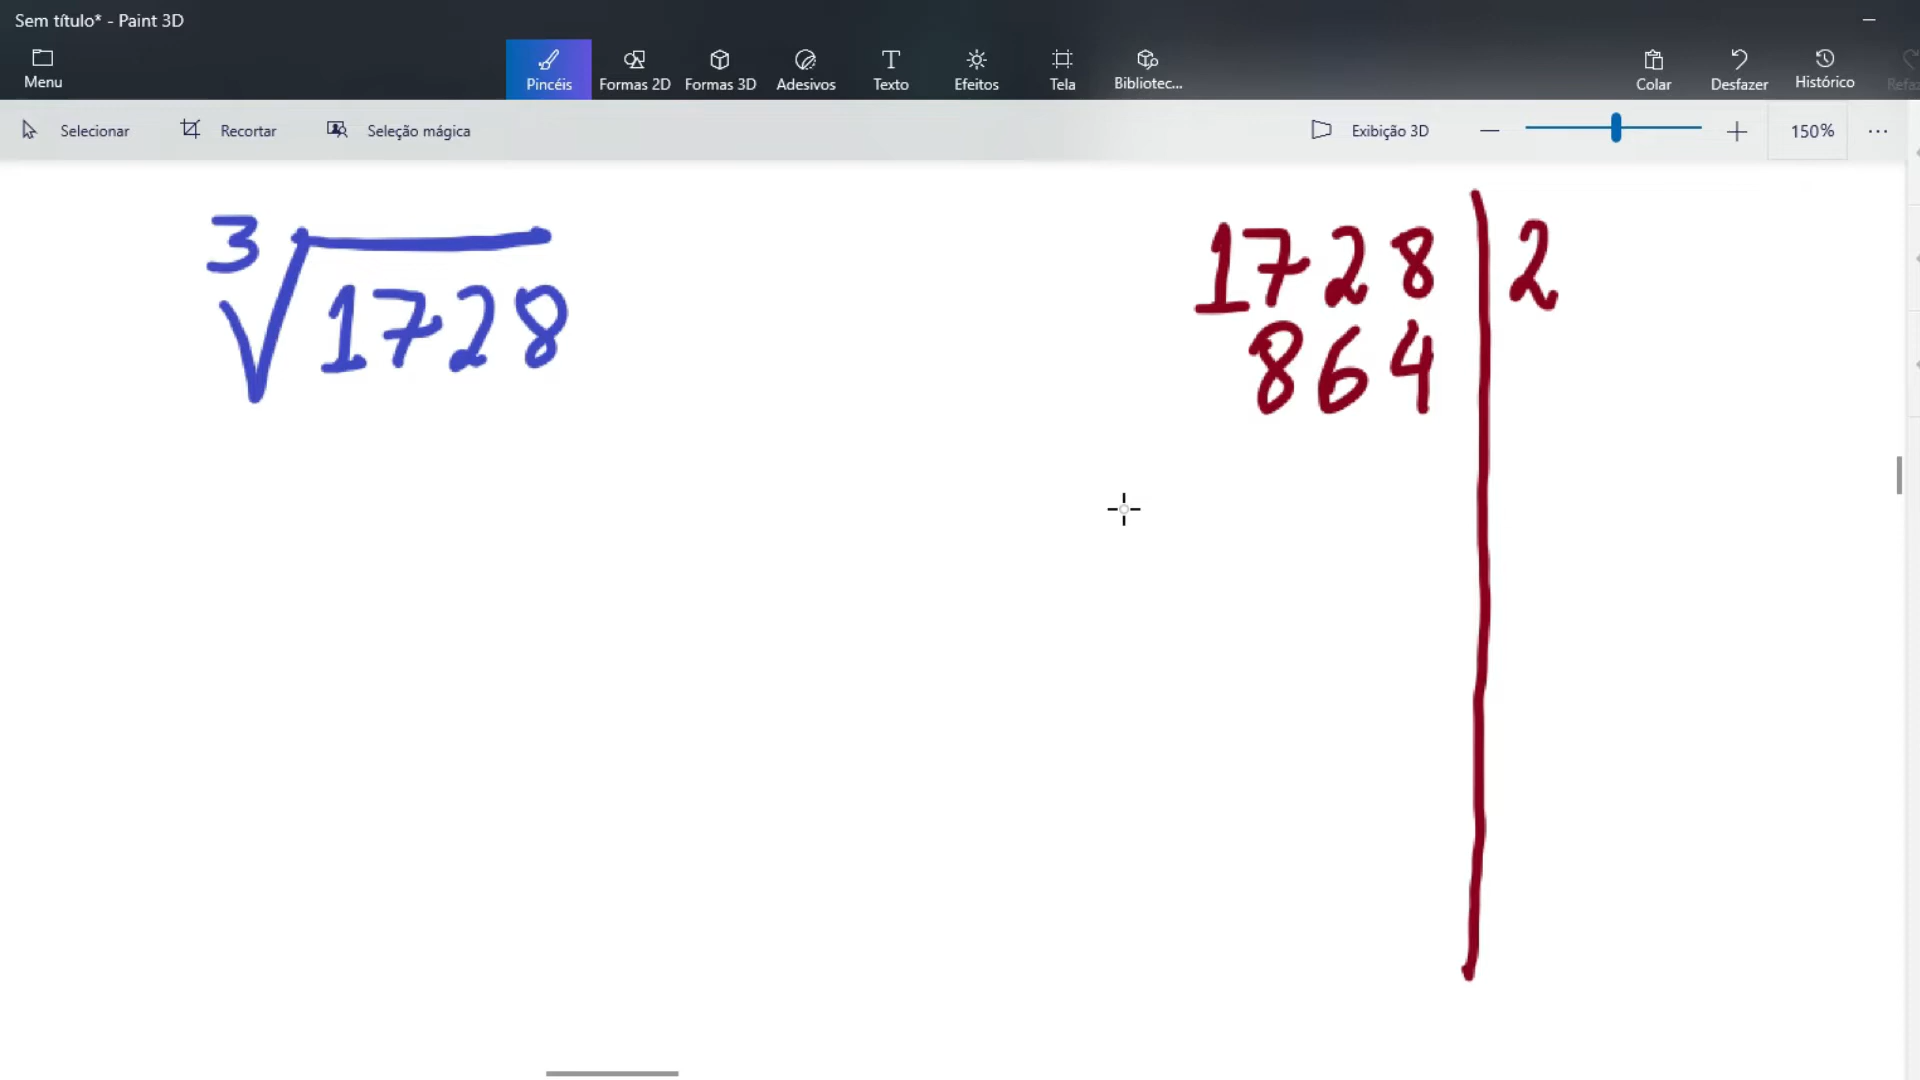 Sem título* - Paint 3D
Menu
Pincéis
Formas 2D
Formas 3D
Adesivos
Texto
Efeitos
Tela
Bibliotec...
Colar
Desfazer
Histórico
Refaz
Selecionar
Recortar
Seleção mágica
Exibição 3D
150%
³√1728
1728 | 2
864